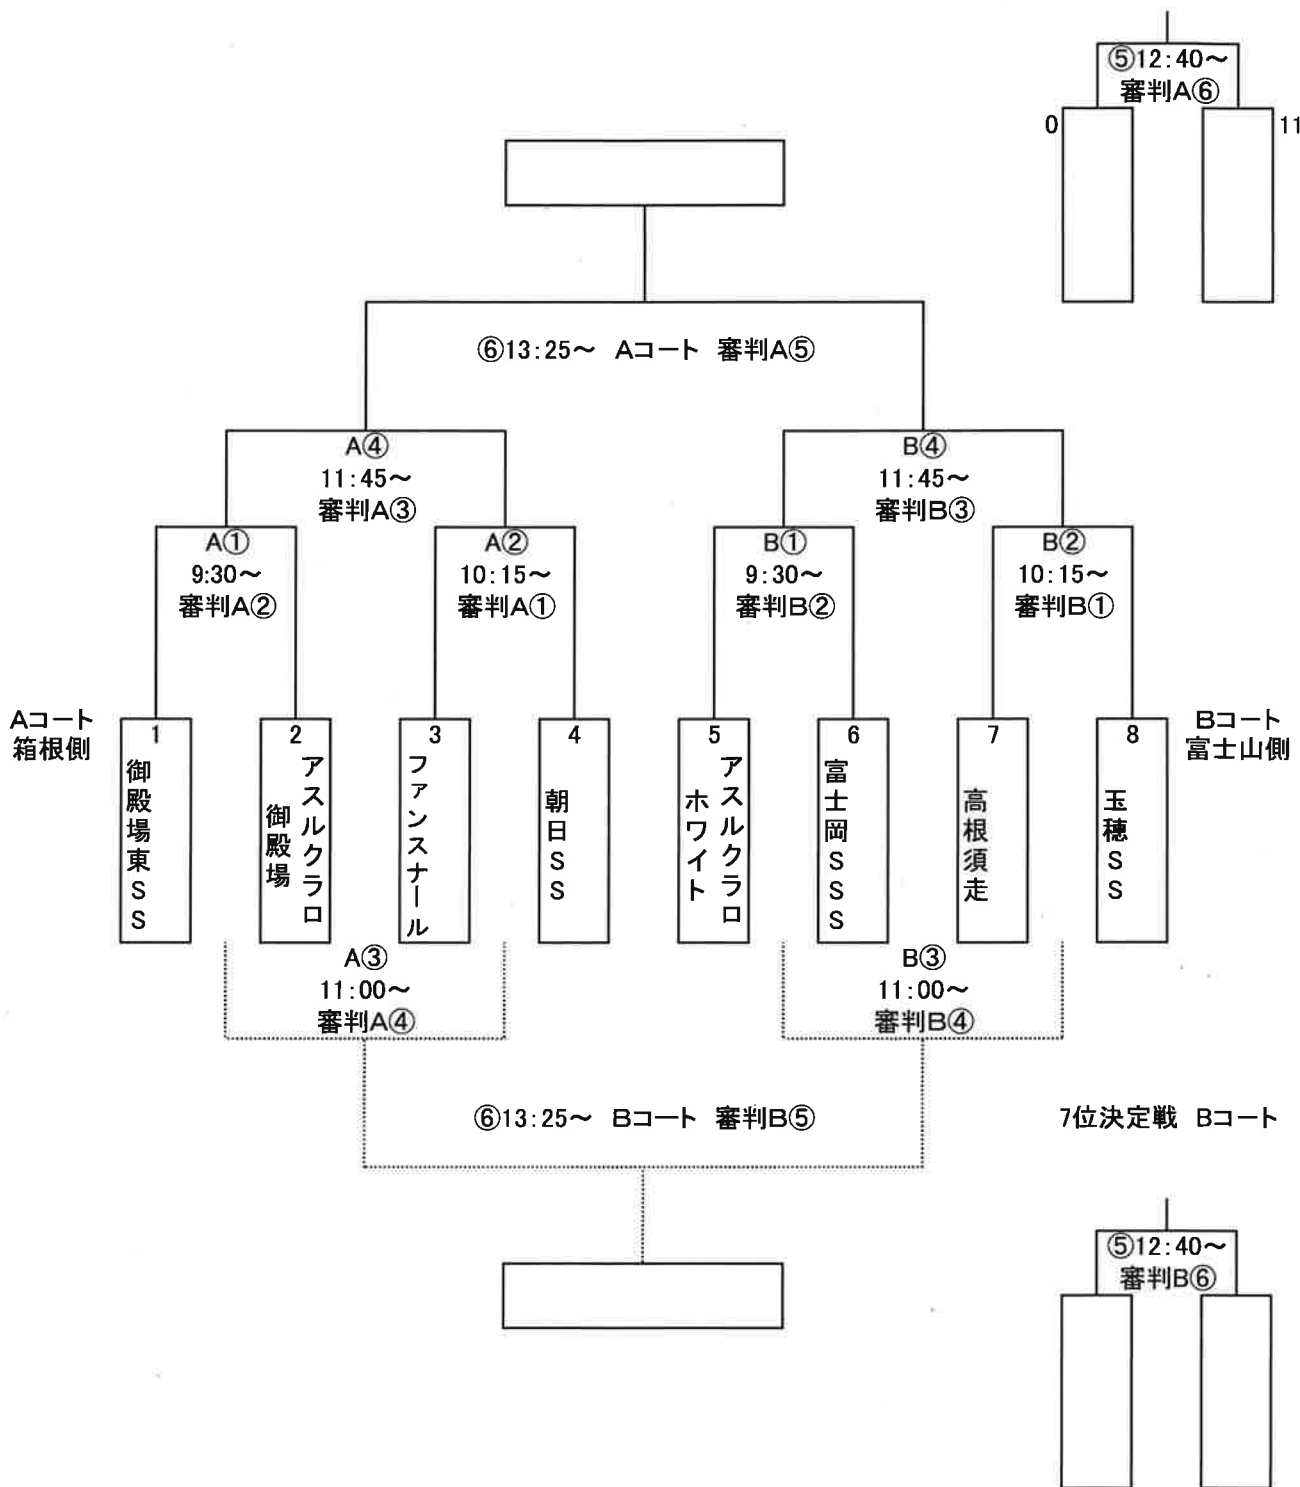 ⑤12:40～
審判A⑥
0
11
⑥13:25～ Aコート 審判A⑤
A④
11:45～
審判A③
B④
11:45～
審判B③
A①
9:30～
審判A②
A②
10:15～
審判A①
B①
9:30～
審判B②
B②
10:15～
審判B①
Aコート
箱根側
1
御殿場東SS
2
アスルクラロ
御殿場
3
ファンスナール
4
朝日SS
5
アスルクラロ
ホワイト
6
富士岡SSS
7
高根須走
8
玉穂SS
Bコート
富士山側
A③
11:00～
審判A④
B③
11:00～
審判B④
⑥13:25～ Bコート 審判B⑤
7位決定戦 Bコート
⑤12:40～
審判B⑥